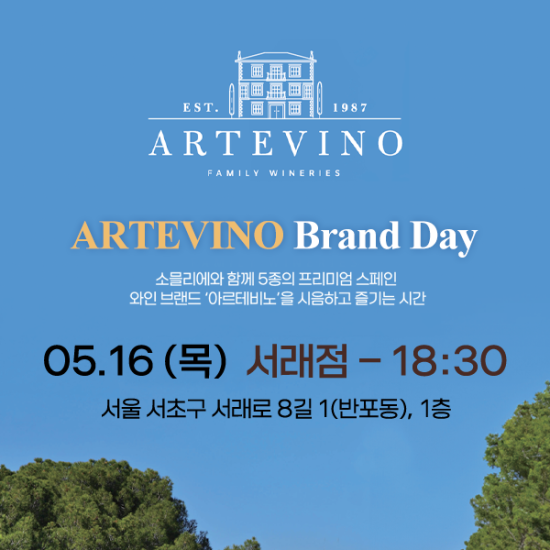 EST. 1987
ARTEVINO
FAMILY WINERIES
ARTEVINO Brand Day
소믈리에와 함께 5종의 프리미엄 스페인
와인 브랜드 '아르테비노'을 시음하고 즐기는 시간
05.16 (목) 서래점 - 18:30
서울 서초구 서래로 8길 1(반포동), 1층